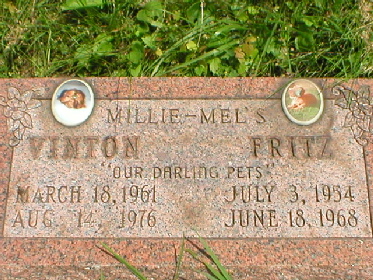 MILLIE-MEL'S
VINTON FRITZ
"OUR DARLING PETS"
MARCH 18, 1961 JULY 3, 1954
AUG. 14, 1976 JUNE 18, 1968